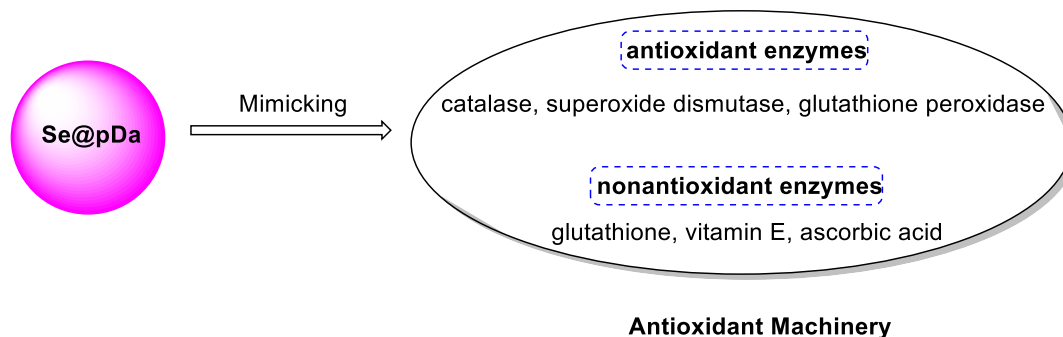 Se@pDa
Mimicking
antioxidant enzymes
catalase, superoxide dismutase, glutathione peroxidase
nonantioxidant enzymes
glutathione, vitamin E, ascorbic acid
Antioxidant Machinery